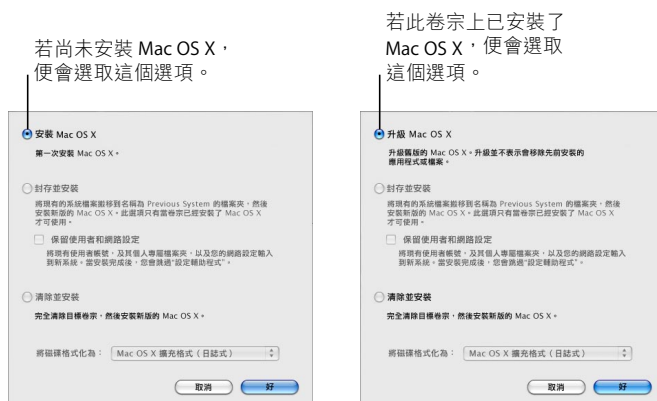 若尚未安裝 Mac OS X，
便會選取這個選項。
安裝 Mac OS X
第一次安裝 Mac OS X。
封存並安裝
將現有的系統檔案搬移到名稱為 Previous System 的檔案夾，然後
安裝新版的 Mac OS X。此選項只有當卷宗已經安裝了 Mac OS X
才可使用。
保留使用者和網路設定
將現有使用者帳號，及其個人專屬檔案夾，以及您的網路設定輸入
到新系統。當安裝完成後，您會跳過“設定輔助程式”。
清除並安裝
完全清除目標卷宗，然後安裝新版的 Mac OS X。
將磁碟格式化為：
Mac OS X 擴充格式（日誌式）
取消
好
若此卷宗上已安裝了
Mac OS X，便會選取
這個選項。
升級 Mac OS X
升級舊版的 Mac OS X。升級並不表示會移除先前安裝的
應用程式或檔案。
封存並安裝
將現有的系統檔案搬移到名稱為 Previous System 的檔案夾，然後
安裝新版的 Mac OS X。此選項只有當卷宗已經安裝了 Mac OS X
才可使用。
保留使用者和網路設定
將現有使用者帳號，及其個人專屬檔案夾，以及您的網路設定輸入
到新系統。當安裝完成後，您會跳過“設定輔助程式”。
清除並安裝
完全清除目標卷宗，然後安裝新版的 Mac OS X。
將磁碟格式化為：
Mac OS X 擴充格式（日誌式）
取消
好